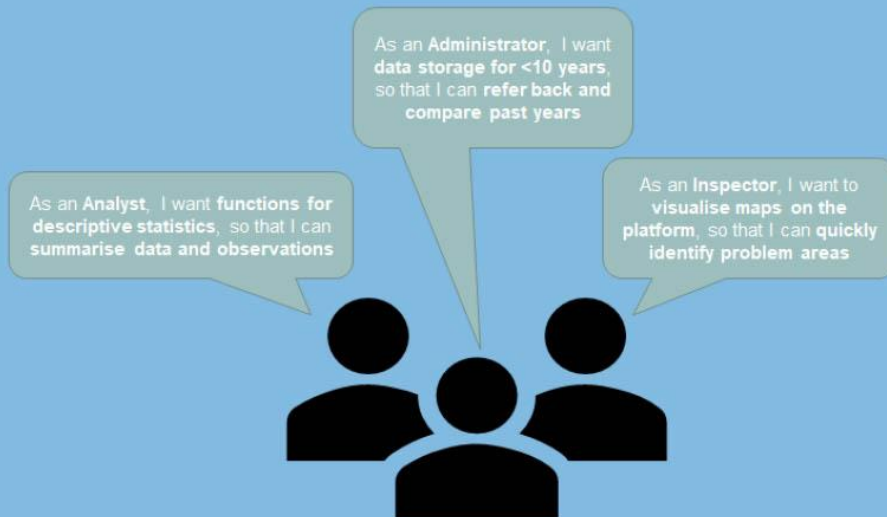 As an Administrator, I want
data storage for <10 years,
so that I can refer back and
compare past years
As an Analyst, I want functions for
descriptive statistics, so that I can
summarise data and observations
As an Inspector, I want to
visualise maps on the
platform, so that I can quickly
identify problem areas